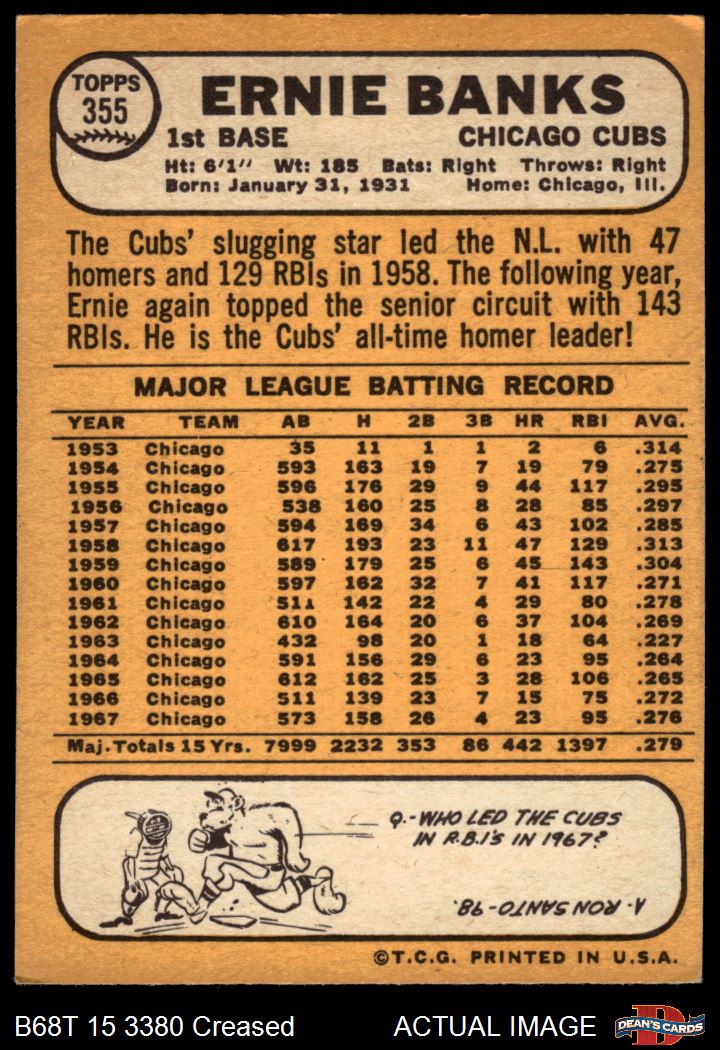 TOPPS
355
ERNIE BANKS
1st BASE CHICAGO CUBS
Ht: 6'1" Wt: 185 Bats: Right Throws: Right
Born: January 31, 1931 Home: Chicago, Ill.
The Cubs' slugging star led the N.L. with 47
homers and 129 RBIs in 1958. The following year,
Ernie again topped the senior circuit with 143
RBIs. He is the Cubs' all-time homer leader!
MAJOR LEAGUE BATTING RECORD
YEAR TEAM AB H 2B 3B HR RBI AVG.
1953 Chicago 35 11 1 1 2 6 .314
1954 Chicago 593 163 19 7 19 79 .275
1955 Chicago 596 176 29 9 44 117 .295
1956 Chicago 538 160 25 8 28 85 .297
1957 Chicago 594 169 34 6 43 102 .285
1958 Chicago 617 193 23 11 47 129 .313
1959 Chicago 589 179 25 6 45 143 .304
1960 Chicago 597 162 32 7 41 117 .271
1961 Chicago 511 142 22 4 29 80 .278
1962 Chicago 610 164 20 6 37 104 .269
1963 Chicago 432 98 20 1 18 64 .227
1964 Chicago 591 156 29 6 23 95 .264
1965 Chicago 612 162 25 3 28 106 .265
1966 Chicago 511 139 23 7 15 75 .272
1967 Chicago 573 158 26 4 23 95 .276
Maj. Totals 15 Yrs. 7999 2232 353 86 442 1397 .279
Q.-WHO LED THE CUBS
IN R.B.I'S IN 1967?
A. RON SANTO-98.
©T.C.G. PRINTED IN U.S.A.
B68T 15 3380 Creased ACTUAL IMAGE
D
DEAN'S CARDS